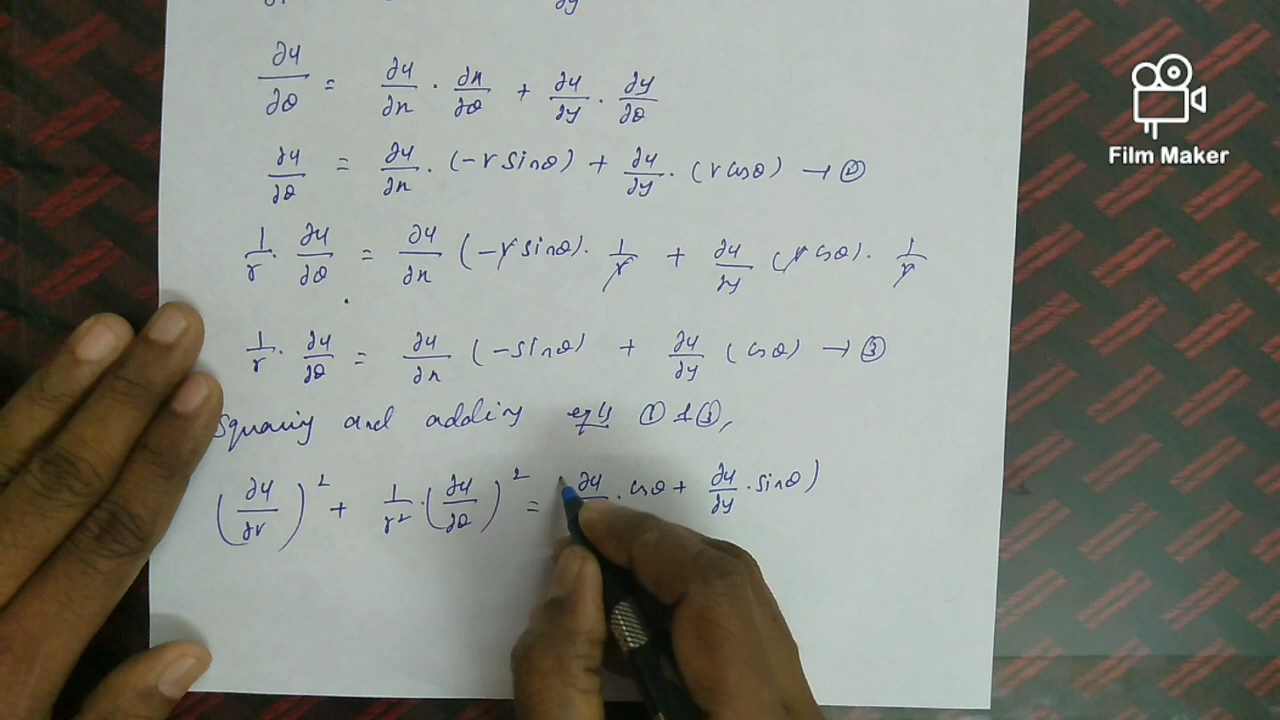 ∂u/∂θ = ∂u/∂x · ∂x/∂θ + ∂u/∂y · ∂y/∂θ
∂u/∂θ = ∂u/∂x · (-r sinθ) + ∂u/∂y · (r cosθ) → ②
1/r · ∂u/∂θ = ∂u/∂x (-r sinθ) · 1/r + ∂u/∂y (r cosθ) · 1/r
1/r · ∂u/∂θ = ∂u/∂x (-sinθ) + ∂u/∂y (cosθ) → ③
Squaring and adding eqn ① & ③,
(∂u/∂r)² + 1/r² · (∂u/∂θ)² = ∂u · cosθ + ∂u/∂y · sinθ)
Film Maker